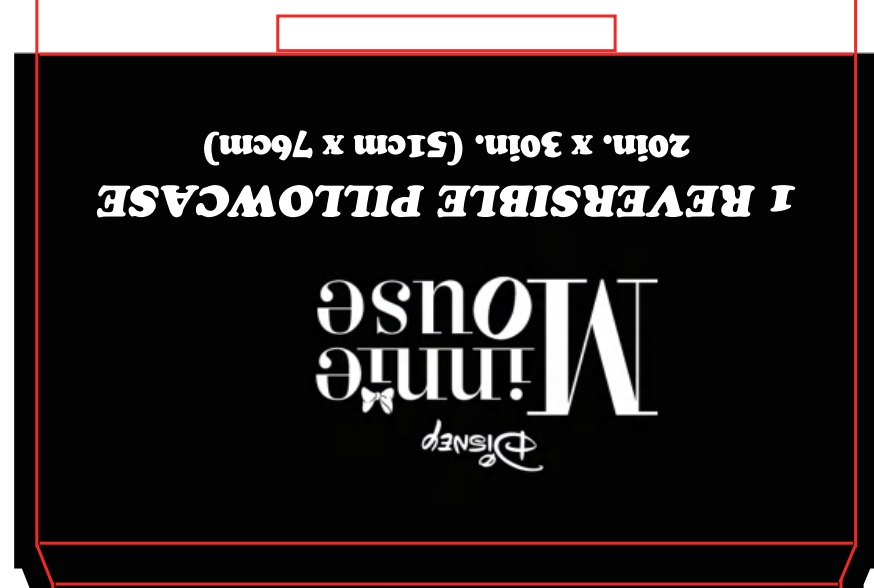 Disney
Minnie
Mouse
1 REVERSIBLE PILLOWCASE
20in. x 30in. (51cm x 76cm)